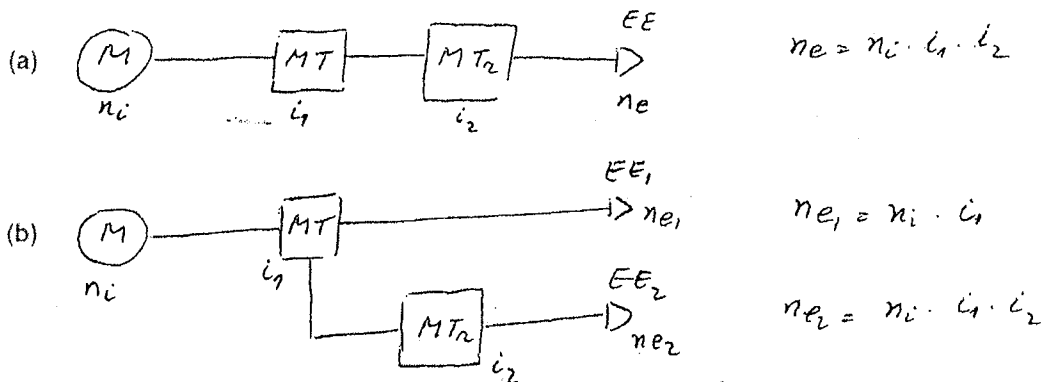 EE
(a) M MT MT₂ nₑ = nᵢ · i₁ · i₂
nᵢ i₁ i₂ nₑ
EE₁
(b) M MT nₑ₁ nₑ₁ = nᵢ · i₁
nᵢ i₁ EE₂
MT₂ nₑ₂ nₑ₂ = nᵢ · i₁ · i₂
i₂